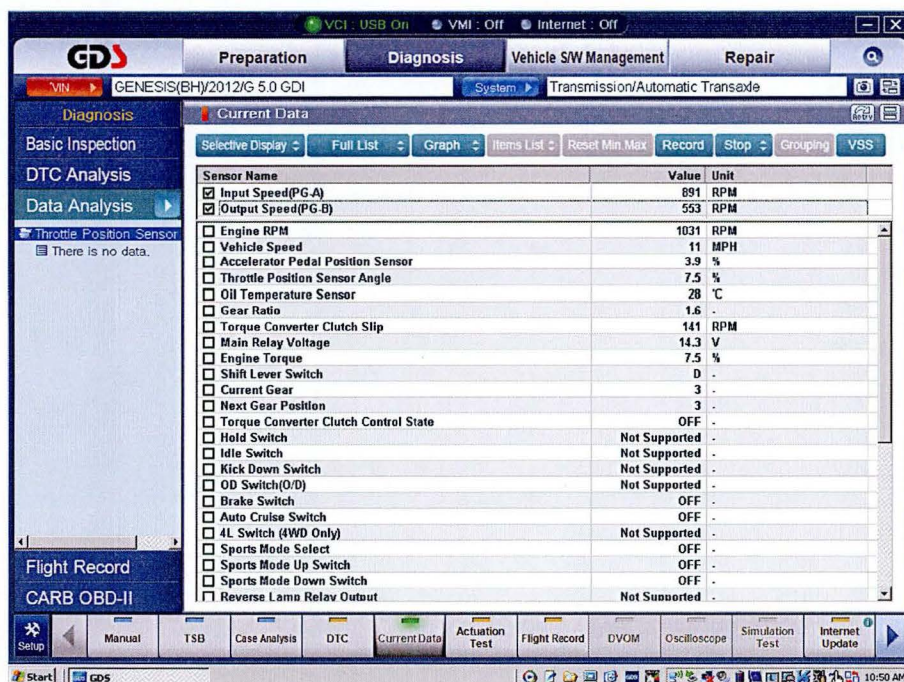 VCI : USB On VMI : Off Internet : Off
GDS Preparation Diagnosis Vehicle S/W Management Repair
VIN GENESIS(BH)/2012/G 5.0 GDI System Transmission/Automatic Transaxle
Diagnosis Current Data Retry
Basic Inspection Selective Display Full List Graph Items List Reset Min.Max Record Stop Grouping VSS
DTC Analysis Sensor Name Value Unit
Data Analysis
Input Speed(PG-A) 891 RPM
Output Speed(PG-B) 553 RPM
Throttle Position Sensor
There is no data.
Engine RPM 1031 RPM
Vehicle Speed 11 MPH
Accelerator Pedal Position Sensor 3.9 %
Throttle Position Sensor Angle 7.5 %
Oil Temperature Sensor 28 ℃
Gear Ratio 1.6 -
Torque Converter Clutch Slip 141 RPM
Main Relay Voltage 14.3 V
Engine Torque 7.5 %
Shift Lever Switch D -
Current Gear 3 -
Next Gear Position 3 -
Torque Converter Clutch Control State OFF -
Hold Switch Not Supported -
Idle Switch Not Supported -
Kick Down Switch Not Supported -
OD Switch(O/D) Not Supported -
Brake Switch OFF -
Auto Cruise Switch OFF -
4L Switch (4WD Only) Not Supported -
Sports Mode Select OFF -
Sports Mode Up Switch OFF -
Sports Mode Down Switch OFF -
Reverse Lamp Relay Output Not Supported -
Flight Record
CARB OBD-II
Setup Manual TSB Case Analysis DTC Current Data Actuation Test Flight Record DVOM Oscilloscope Simulation Test Internet Update
Start GDS 10:50 AM